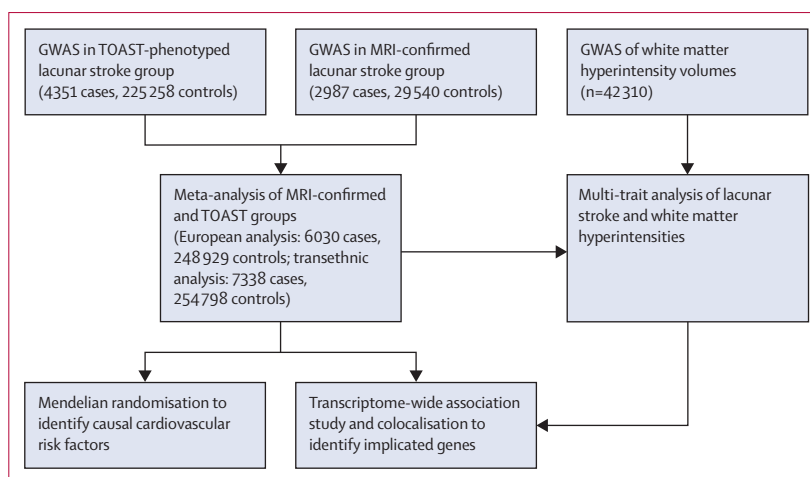 GWAS in TOAST-phenotyped
lacunar stroke group
(4351 cases, 225 258 controls)
GWAS in MRI-confirmed
lacunar stroke group
(2987 cases, 29 540 controls)
GWAS of white matter
hyperintensity volumes
(n=42 310)
Meta-analysis of MRI-confirmed
and TOAST groups
(European analysis: 6030 cases,
248 929 controls; transethnic
analysis: 7338 cases,
254 798 controls)
Multi-trait analysis of lacunar
stroke and white matter
hyperintensities
Mendelian randomisation to
identify causal cardiovascular
risk factors
Transcriptome-wide association
study and colocalisation to
identify implicated genes